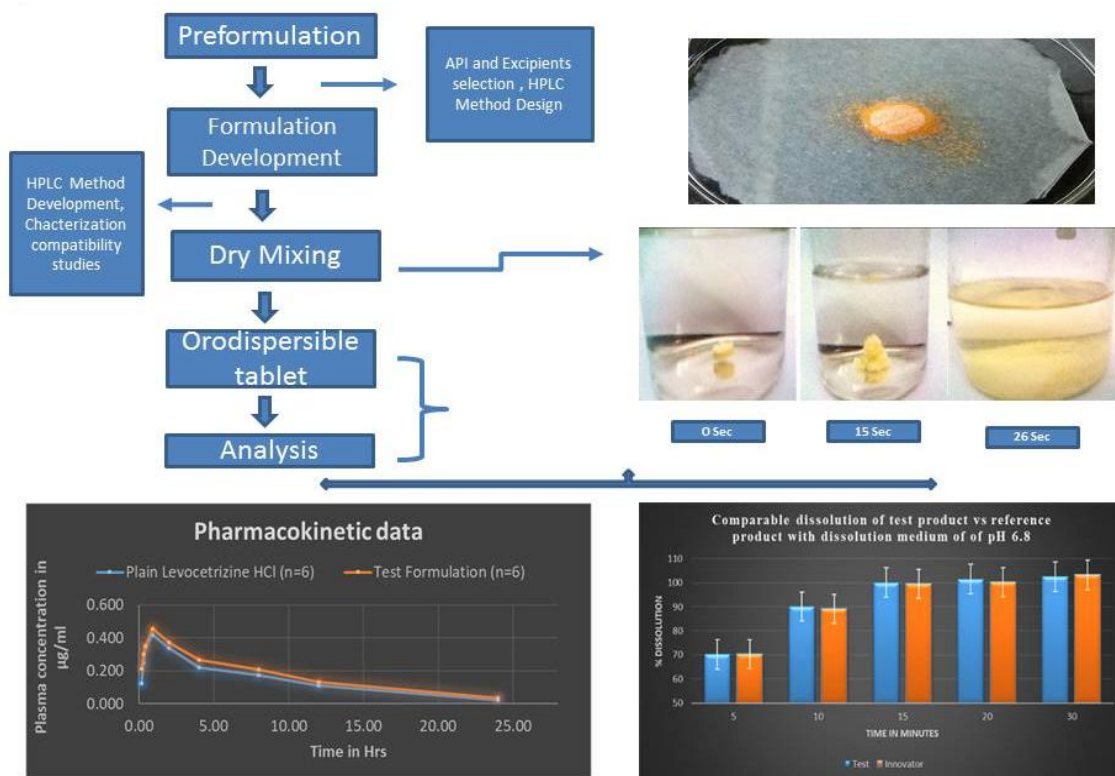 Preformulation
API and Excipients
selection , HPLC
Method Design
Formulation
Development
HPLC Method
Development,
Chacterization
compatibility
studies
Dry Mixing
Orodispersible
tablet
Analysis
O Sec
15 Sec
26 Sec
Pharmacokinetic data
Plain Levocetrizine HCl (n=6)
Test Formulation (n=6)
Plasma concentration in
µg/ml
0.600
0.400
0.200
0.000
0.00 5.00 10.00 15.00 20.00 25.00
Time in Hrs
Comparable dissolution of test product vs reference
product with dissolution medium of of pH 6.8
% DISSOLUTION
110
100
90
80
70
60
50
5 10 15 20 30
TIME IN MINUTES
Test Innovator